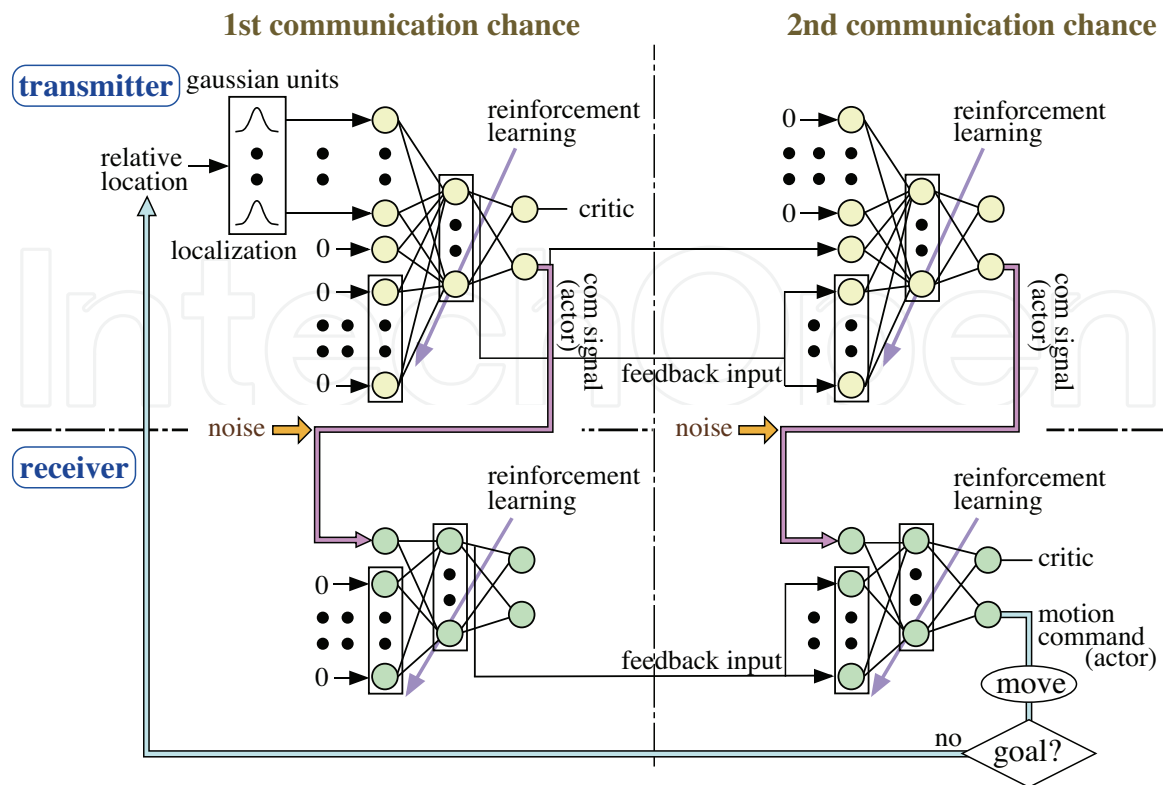 1st communication chance
2nd communication chance
transmitter
gaussian units
relative
location
localization
0
0
0
reinforcement
learning
critic
com signal
(actor)
feedback input
0
0
reinforcement
learning
com signal
(actor)
noise
noise
receiver
reinforcement
learning
0
0
feedback input
reinforcement
learning
critic
motion
command
(actor)
move
goal?
no
IntechOpen